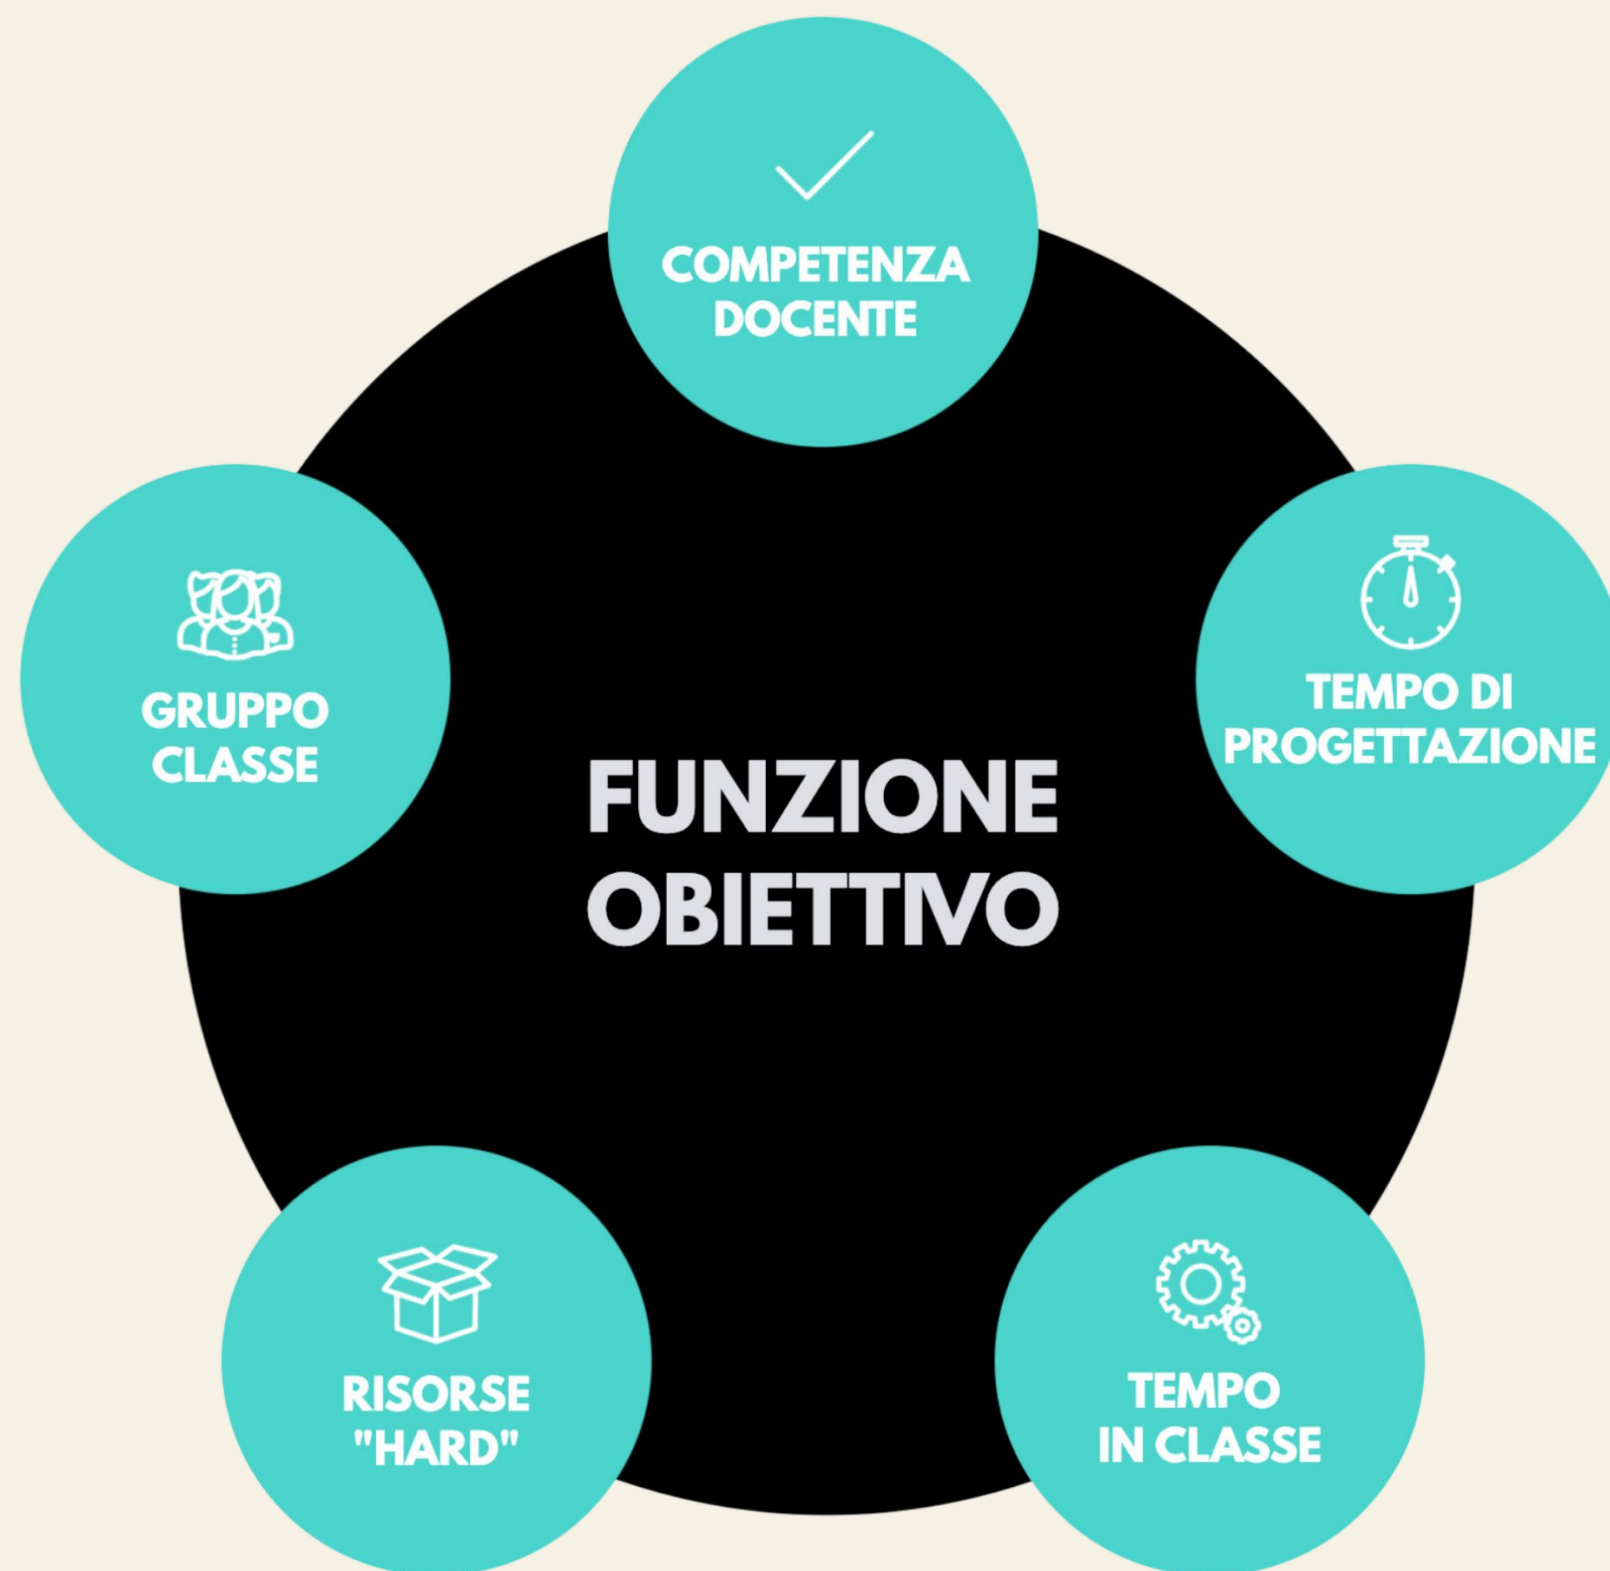 COMPETENZA
DOCENTE
GRUPPO
CLASSE
TEMPO DI
PROGETTAZIONE
FUNZIONE
OBIETTIVO
RISORSE
"HARD"
TEMPO
IN CLASSE